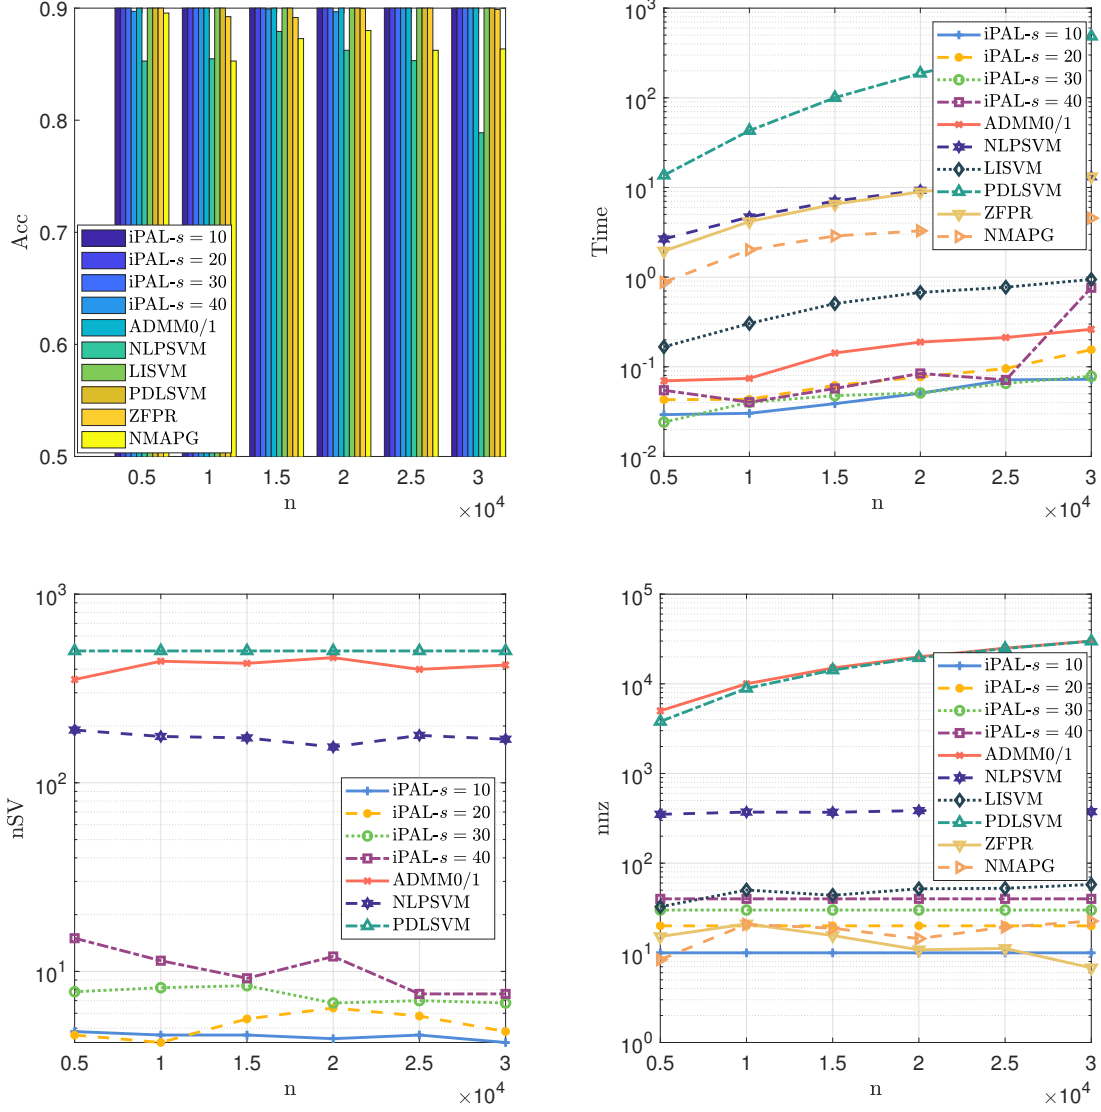 0.9
0.8
0.7
0.6
0.5
Acc
iPAL-s = 10
iPAL-s = 20
iPAL-s = 30
iPAL-s = 40
ADMM0/1
NLPSVM
LISVM
PDLSVM
ZFPR
NMAPG
0.5 1 1.5 2 2.5 3
n
×10^4
10^3
10^2
10^1
10^0
10^-1
10^-2
Time
iPAL-s = 10
iPAL-s = 20
iPAL-s = 30
iPAL-s = 40
ADMM0/1
NLPSVM
LISVM
PDLSVM
ZFPR
NMAPG
0.5 1 1.5 2 2.5 3
n
×10^4
10^3
10^2
10^1
nSV
iPAL-s = 10
iPAL-s = 20
iPAL-s = 30
iPAL-s = 40
ADMM0/1
NLPSVM
PDLSVM
0.5 1 1.5 2 2.5 3
n
×10^4
10^5
10^4
10^3
10^2
10^1
10^0
nnz
iPAL-s = 10
iPAL-s = 20
iPAL-s = 30
iPAL-s = 40
ADMM0/1
NLPSVM
LISVM
PDLSVM
ZFPR
NMAPG
0.5 1 1.5 2 2.5 3
n
×10^4